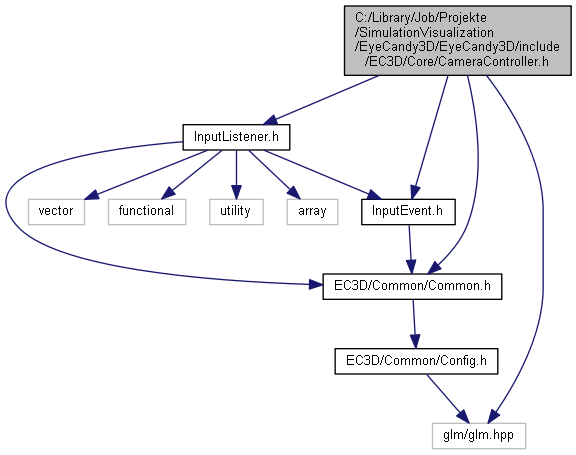 C:/Library/Job/Projekte
/SimulationVisualization
/EyeCandy3D/EyeCandy3D/include
/EC3D/Core/CameraController.h
InputListener.h
vector
functional
utility
array
InputEvent.h
EC3D/Common/Common.h
EC3D/Common/Config.h
glm/glm.hpp